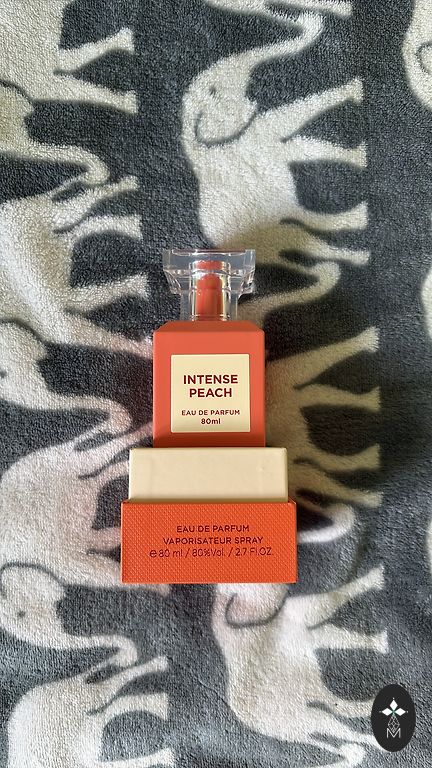 INTENSE
PEACH
EAU DE PARFUM
80ml
EAU DE PARFUM
VAPORISATEUR SPRAY
℮ 80 ml / 80%Vol. / 2.7 Fl.OZ.
M